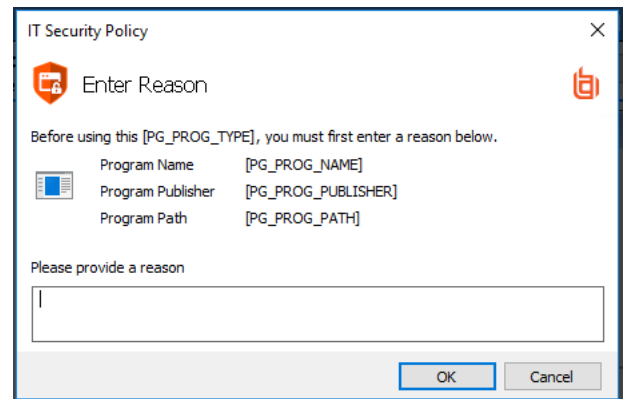 IT Security Policy
Enter Reason
Before using this [PG_PROG_TYPE], you must first enter a reason below.
Program Name [PG_PROG_NAME]
Program Publisher [PG_PROG_PUBLISHER]
Program Path [PG_PROG_PATH]
Please provide a reason
OK Cancel